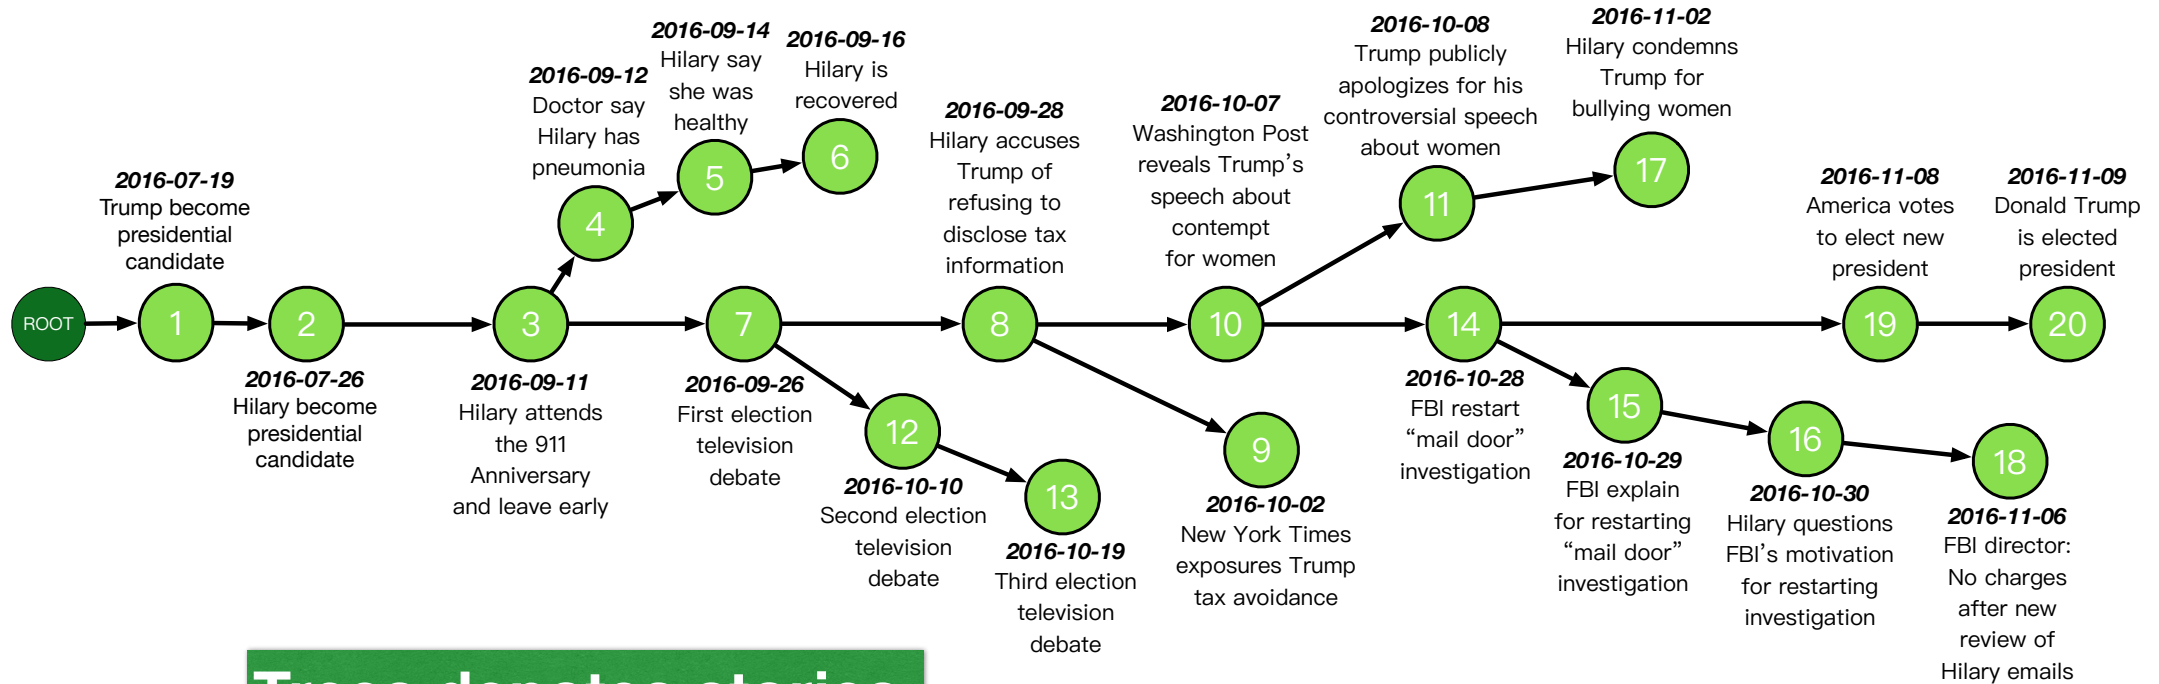 ROOT
1
2016-07-19
Trump become
presidential
candidate
2
2016-07-26
Hilary become
presidential
candidate
3
2016-09-11
Hilary attends
the 911
Anniversary
and leave early
4
2016-09-12
Doctor say
Hilary has
pneumonia
5
2016-09-14
Hilary say
she was
healthy
6
2016-09-16
Hilary is
recovered
7
2016-09-26
First election
television
debate
12
2016-10-10
Second election
television
debate
13
2016-10-19
Third election
television
debate
8
2016-09-28
Hilary accuses
Trump of
refusing to
disclose tax
information
9
2016-10-02
New York Times
exposures Trump
tax avoidance
10
2016-10-07
Washington Post
reveals Trump’s
speech about
contempt
for women
11
2016-10-08
Trump publicly
apologizes for his
controversial speech
about women
17
2016-11-02
Hilary condemns
Trump for
bullying women
14
2016-10-28
FBI restart
“mail door”
investigation
15
2016-10-29
FBI explain
for restarting
“mail door”
investigation
16
2016-10-30
Hilary questions
FBI’s motivation
for restarting
investigation
18
2016-11-06
FBI director:
No charges
after new
review of
Hilary emails
19
2016-11-08
America votes
to elect new
president
20
2016-11-09
Donald Trump
is elected
president